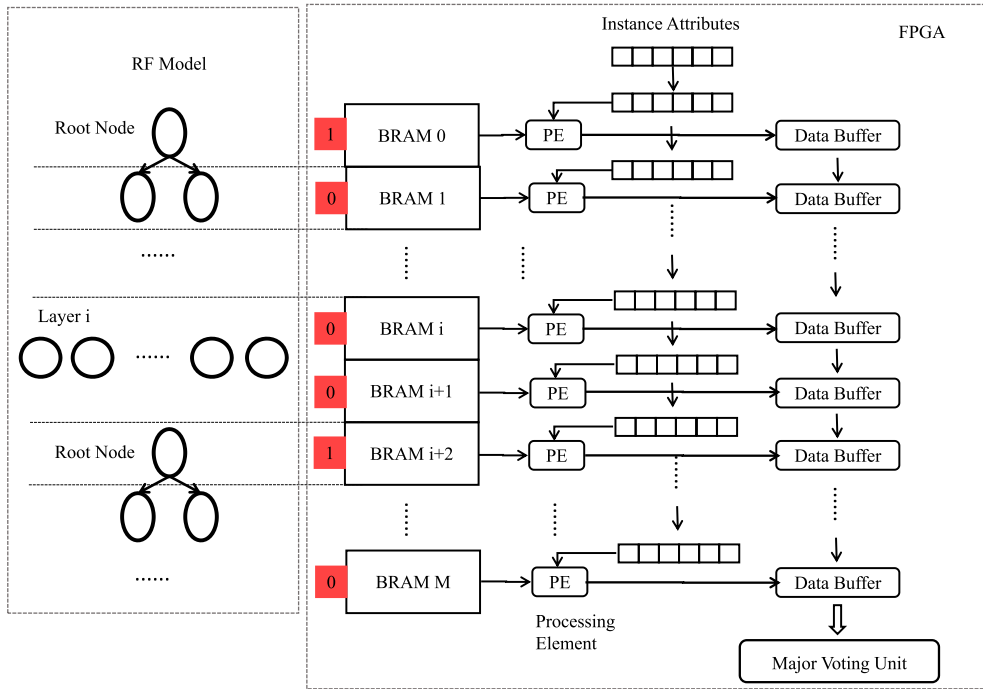 Instance Attributes
FPGA
RF Model
Root Node
1
BRAM 0
PE
Data Buffer
0
BRAM 1
PE
Data Buffer
......
......
......
......
......
Layer i
0
BRAM i
PE
Data Buffer
......
0
BRAM i+1
PE
Data Buffer
Root Node
1
BRAM i+2
PE
Data Buffer
......
......
......
......
......
0
BRAM M
PE
Data Buffer
Processing
Element
Major Voting Unit